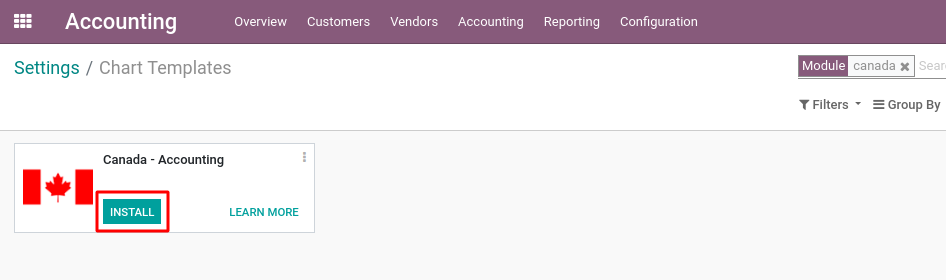 Accounting Overview Customers Vendors Accounting Reporting Configuration
Settings / Chart Templates
Module canada
Filters Group By
Canada - Accounting
INSTALL LEARN MORE